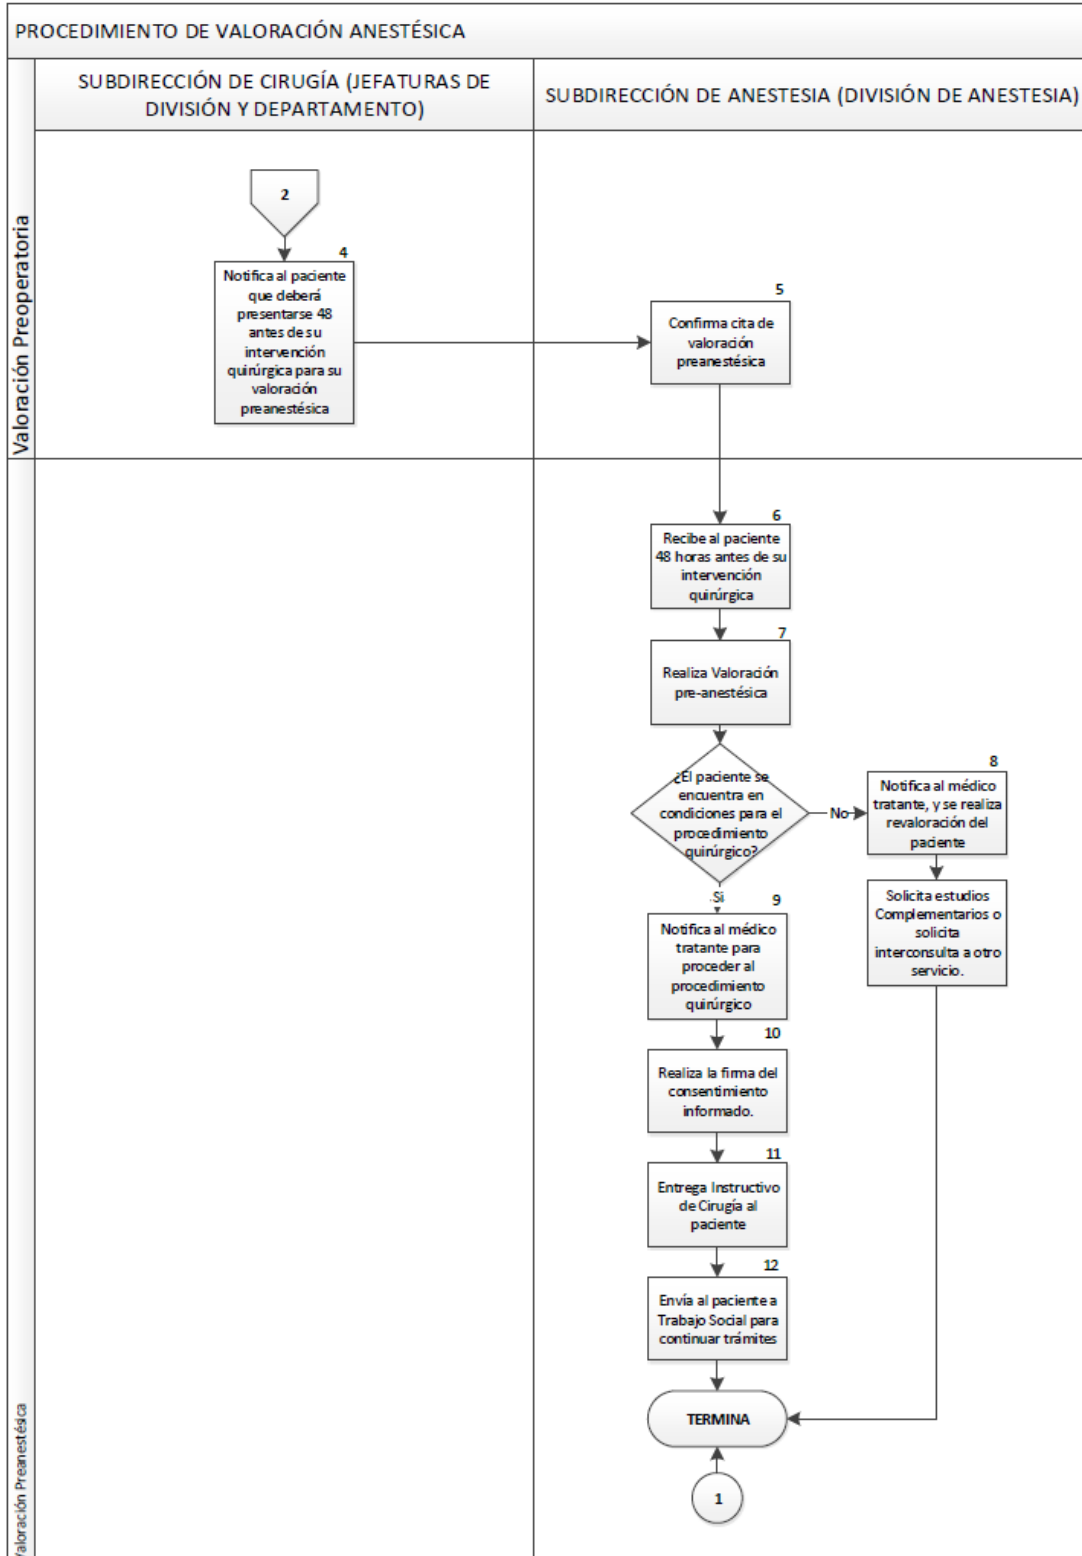 PROCEDIMIENTO DE VALORACIÓN ANESTÉSICA
SUBDIRECCIÓN DE CIRUGÍA (JEFATURAS DE
DIVISIÓN Y DEPARTAMENTO)
SUBDIRECCIÓN DE ANESTESIA (DIVISIÓN DE ANESTESIA)
Valoración Preoperatoria
2
4
Notifica al paciente
que deberá
presentarse 48
antes de su
intervención
quirúrgica para su
valoración
preanestésica
5
Confirma cita de
valoración
preanestésica
Valoración Preanestésica
6
Recibe al paciente
48 horas antes de su
intervención
quirúrgica
7
Realiza Valoración
pre-anestésica
¿El paciente se
encuentra en
condiciones para el
procedimiento
quirúrgico?
No
8
Notifica al médico
tratante, y se realiza
revaloración del
paciente
Solicita estudios
Complementarios o
solicita
interconsulta a otro
servicio.
Si
9
Notifica al médico
tratante para
proceder al
procedimiento
quirúrgico
10
Realiza la firma del
consentimiento
informado.
11
Entrega Instructivo
de Cirugía al
paciente
12
Envía al paciente a
Trabajo Social para
continuar trámites
TERMINA
1